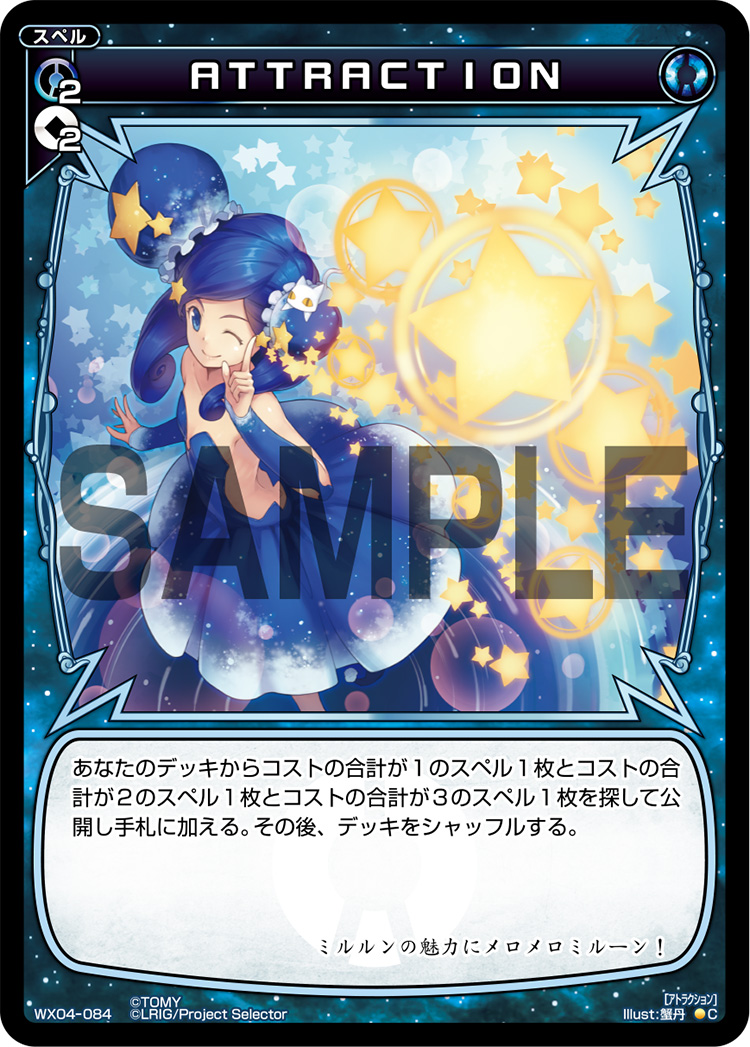 スペル
ATTRACTION
2
2
SAMPLE
あなたのデッキからコストの合計が1のスペル1枚とコストの合
計が2のスペル1枚とコストの合計が3のスペル1枚を探して公
開し手札に加える。その後、デッキをシャッフルする。
ミルルンの魅力にメロメロミルーン!
©TOMY
[アトラクション]
WX04-084 ©LRIG/Project Selector
Illust:蟹丹 C